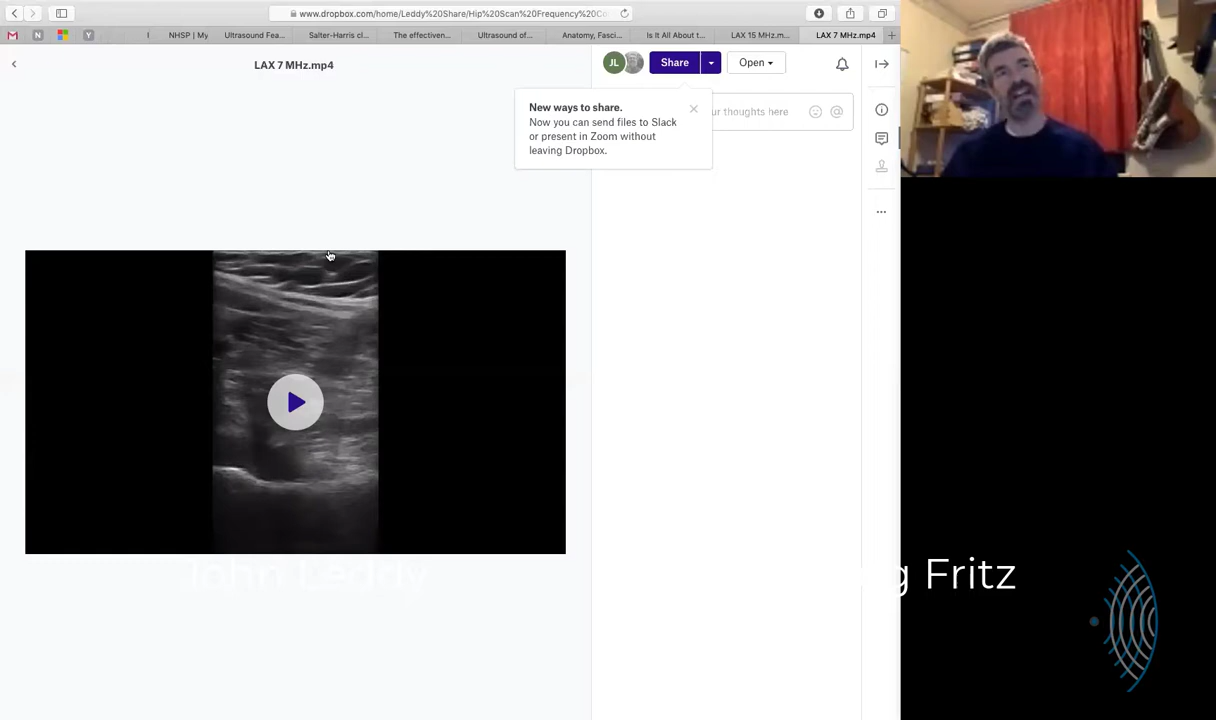 www.dropbox.com/home/Leddy%20Share/Hip%20Scan%20Frequency%20Co
NHSP | My
Ultrasound Fea...
Salter-Harris cl...
The effectiven...
Ultrasound of...
Anatomy, Fasci...
Is It All About t...
LAX 15 MHz.m...
LAX 7 MHz.mp4
LAX 7 MHz.mp4
JL
Share
Open
New ways to share.
Now you can send files to Slack
or present in Zoom without
leaving Dropbox.
ur thoughts here
John Leddy
g Fritz